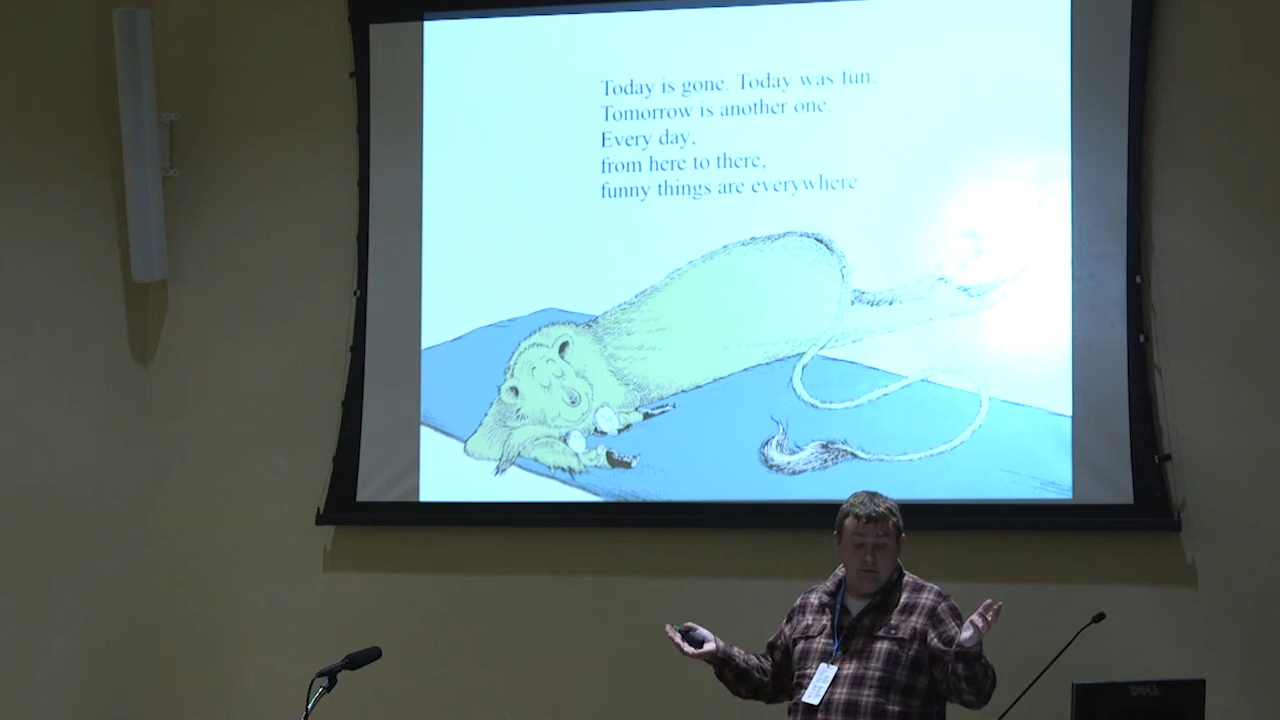 Today is gone. Today was fun.
Tomorrow is another one.
Every day,
from here to there,
funny things are everywhere.
DELL